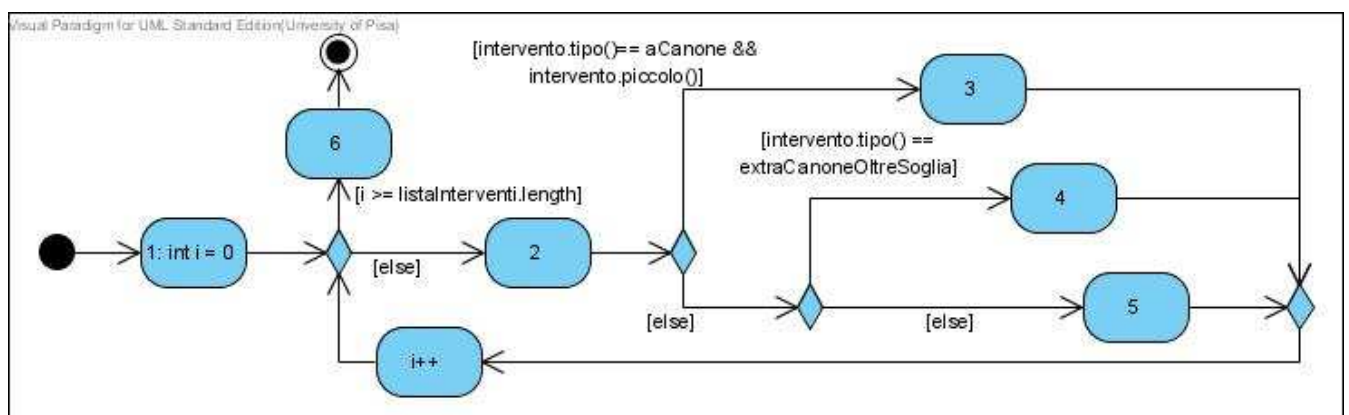 Visual Paradigm for UML Standard Edition(University of Pisa)
[intervento.tipo()== aCanone &&
intervento.piccolo()]
3
6
[intervento.tipo() ==
extraCanoneOltreSoglia]
[i >= listaInterventi.length]
4
1: int i = 0
2
[else]
[else]
[else]
5
i++